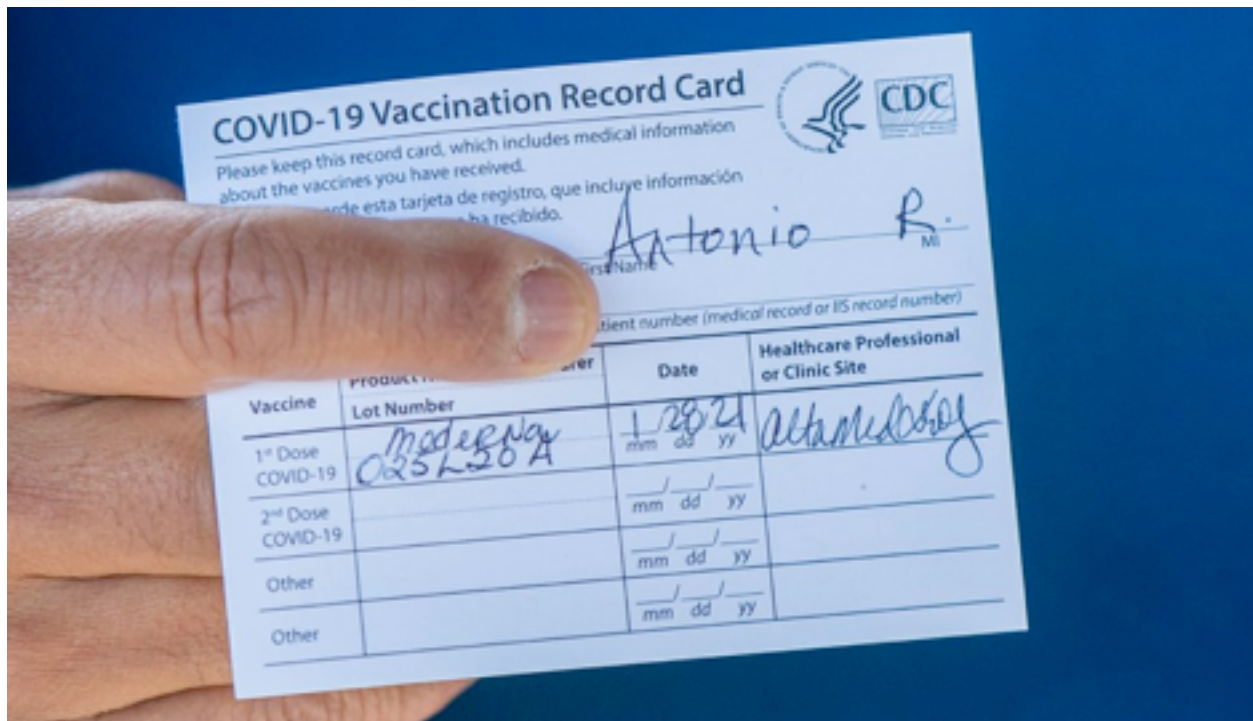 COVID-19 Vaccination Record Card
CDC
Please keep this record card, which includes medical information
about the vaccines you have received.
esta tarjeta de registro, que incluye información
ha recibido.
Antonio R.
First Name MI
number (medical record or IIS record number)
Vaccine
Lot Number
Date
Healthcare Professional
or Clinic Site
1st Dose
COVID-19
Moderna
025L20A
1 28 21
mm dd yy
2nd Dose
COVID-19
mm dd yy
Other
mm dd yy
Other
mm dd yy